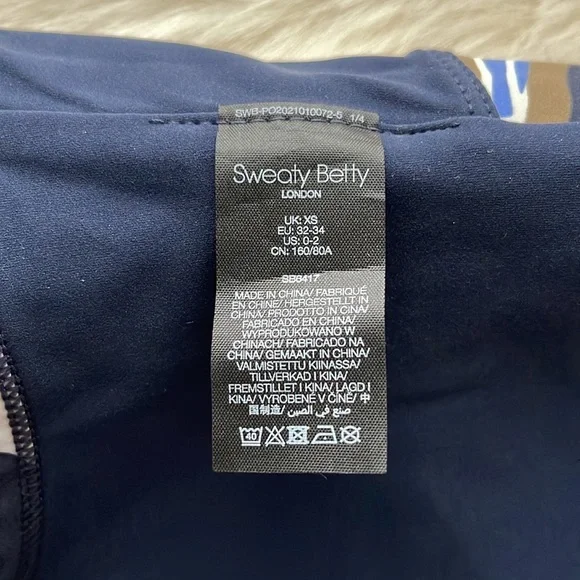 SWB-PO2021010072-5 1/4
Sweaty Betty
LONDON
UK: XS
EU: 32-34
US: 0-2
CN: 160/80A
SB6417
MADE IN CHINA/ FABRIQUÉ
EN CHINE/ HERGESTELLT IN
CHINA/ PRODOTTO IN CINA/
FABRICADO EN CHINA/
WYPRODUKOWANO W
CHINACH/ FABRICADO NA
CHINA/ GEMAAKT IN CHINA/
VALMISTETTU KIINASSA/
TILLVERKAD I KINA/
FREMSTILLET I KINA/ LAGD I
KINA/ VYROBENÉ V ČÍNĚ/ 中
国制造/ صنع في الصين
40